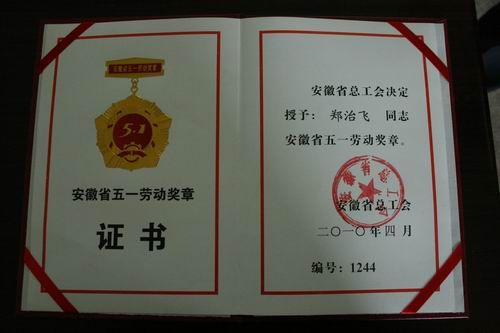 安徽省五一劳动奖章
5·1
安徽省五一劳动奖章
证书
安徽省总工会决定
授予：郑治飞 同志
安徽省五一劳动奖章。
安徽省总工会
二〇一〇年四月
编号：1244